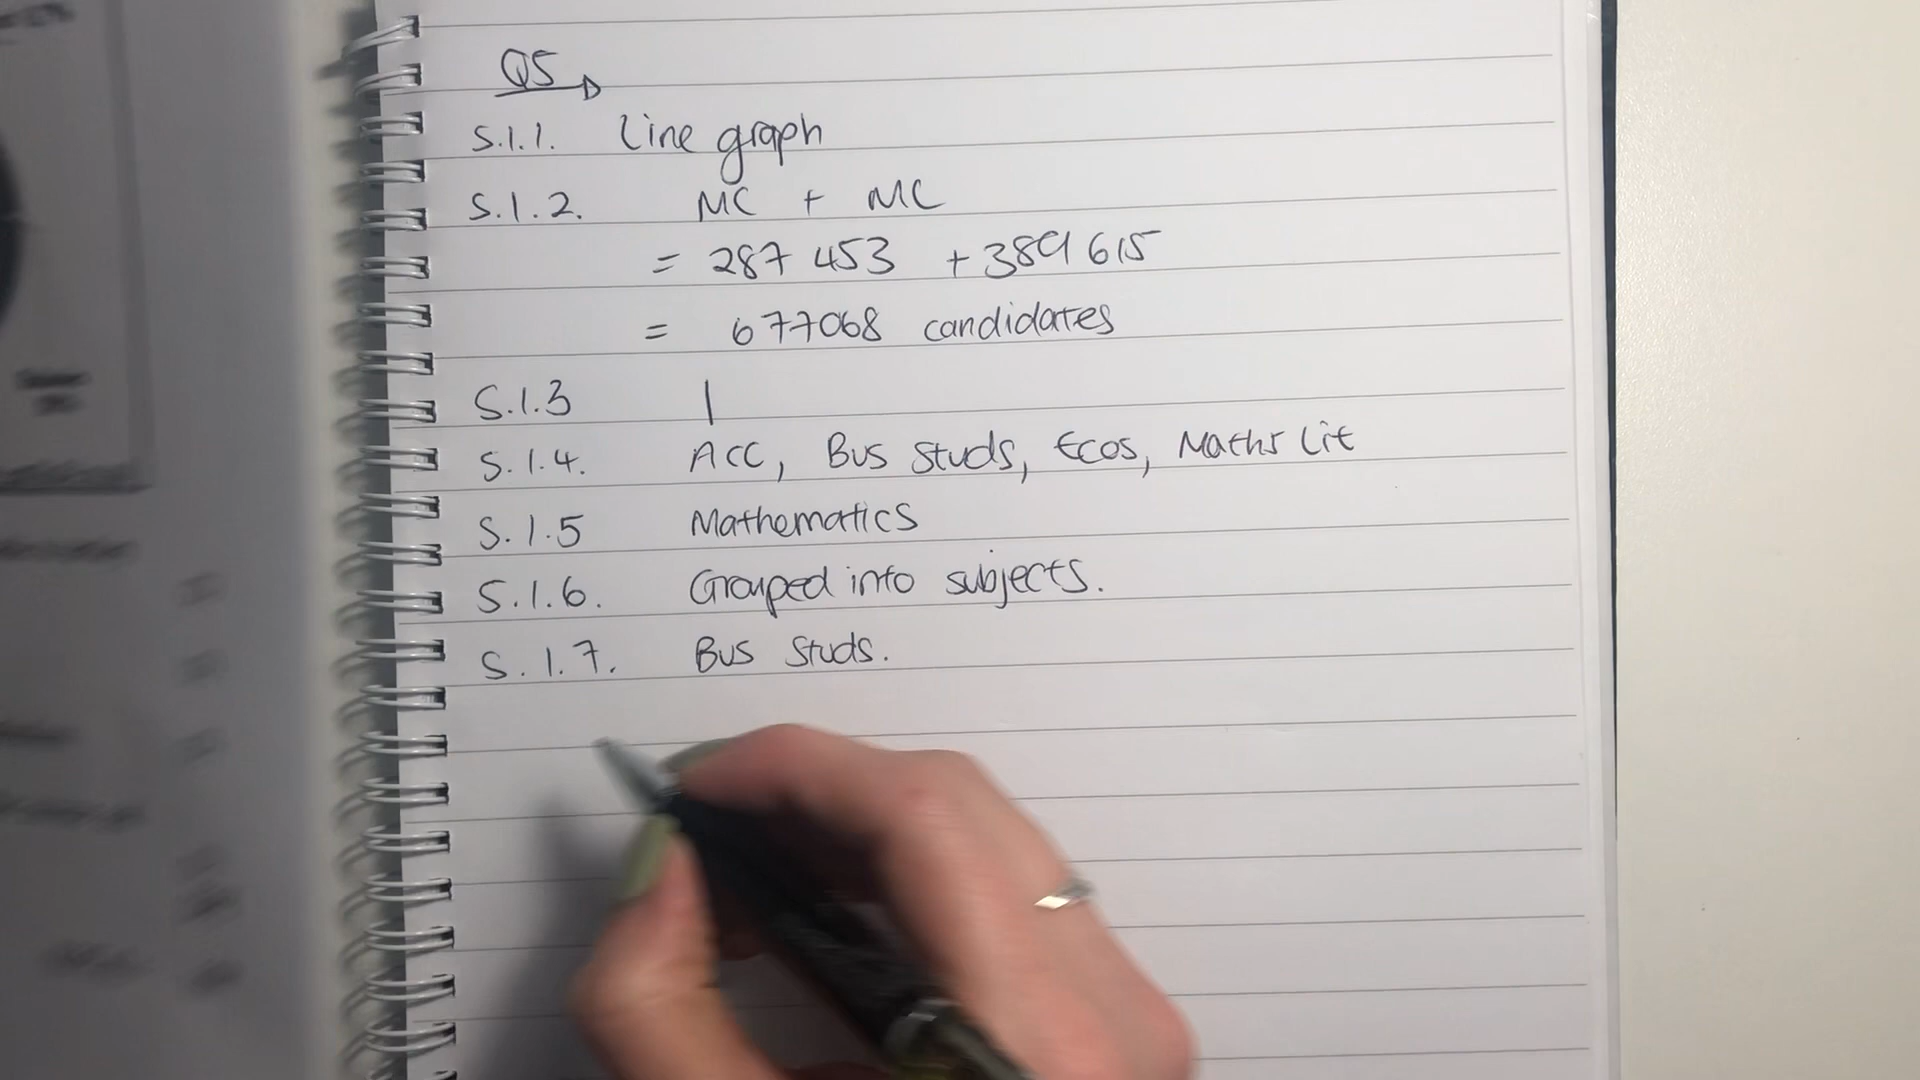 Q5
5.1.1. Line graph
5.1.2. MC + MC
= 287 453 + 389 615
= 677068 candidates
5.1.3 1
5.1.4. Acc, Bus Studs, Ecos, Maths Lit
5.1.5 Mathematics
5.1.6. Grouped into subjects.
5.1.7. Bus Studs.